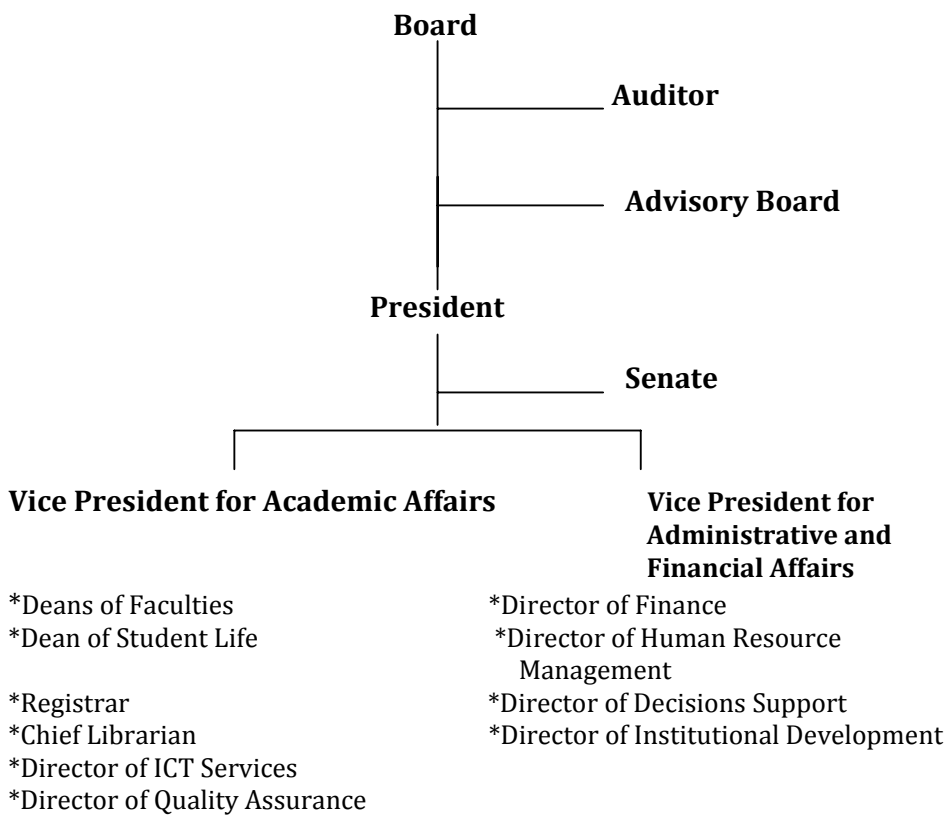 Board
Auditor
Advisory Board
President
Senate
Vice President for Academic Affairs
Vice President for
Administrative and
Financial Affairs
*Deans of Faculties
*Dean of Student Life
*Registrar
*Chief Librarian
*Director of ICT Services
*Director of Quality Assurance
*Director of Finance
*Director of Human Resource
Management
*Director of Decisions Support
*Director of Institutional Development